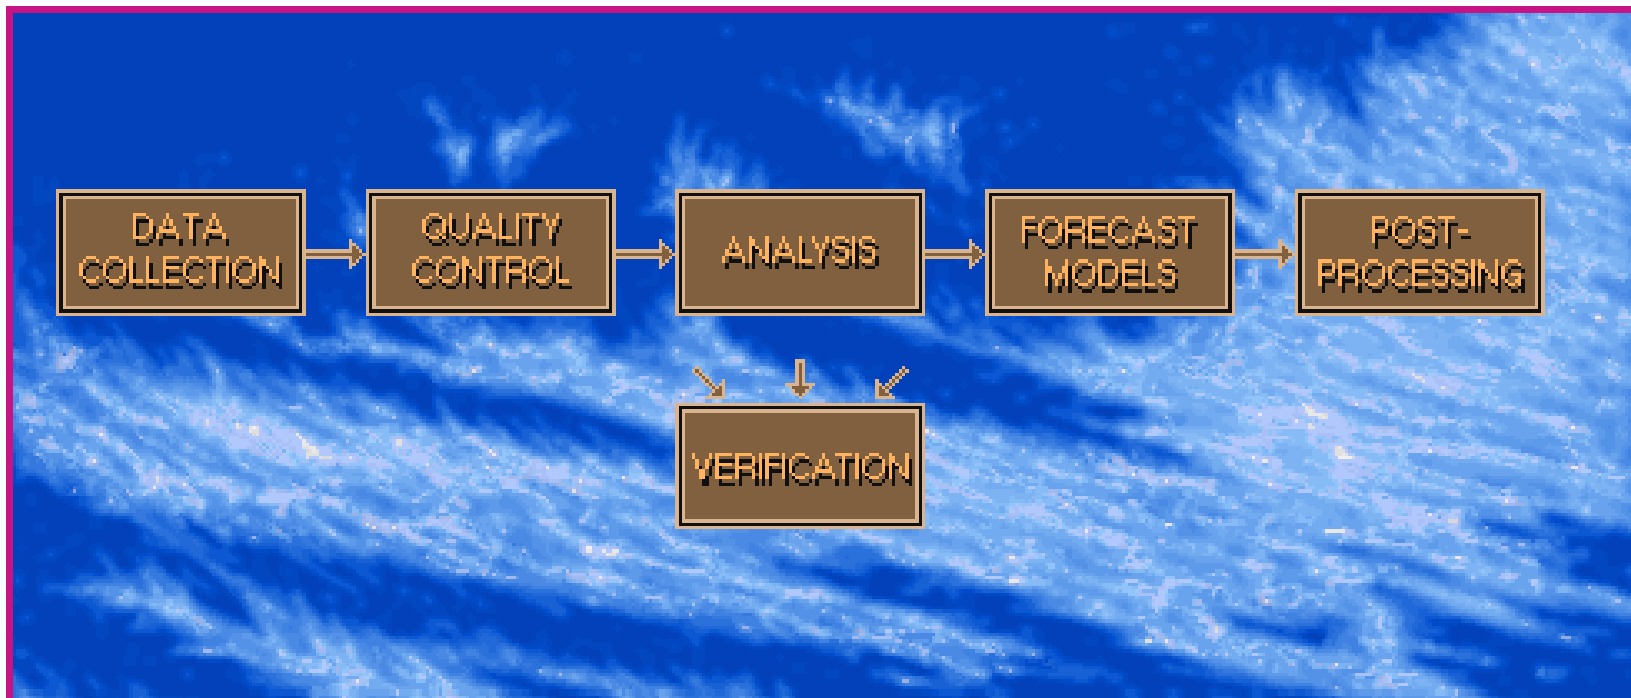 DATA
COLLECTION
QUALITY
CONTROL
ANALYSIS
FORECAST
MODELS
POST-
PROCESSING
VERIFICATION